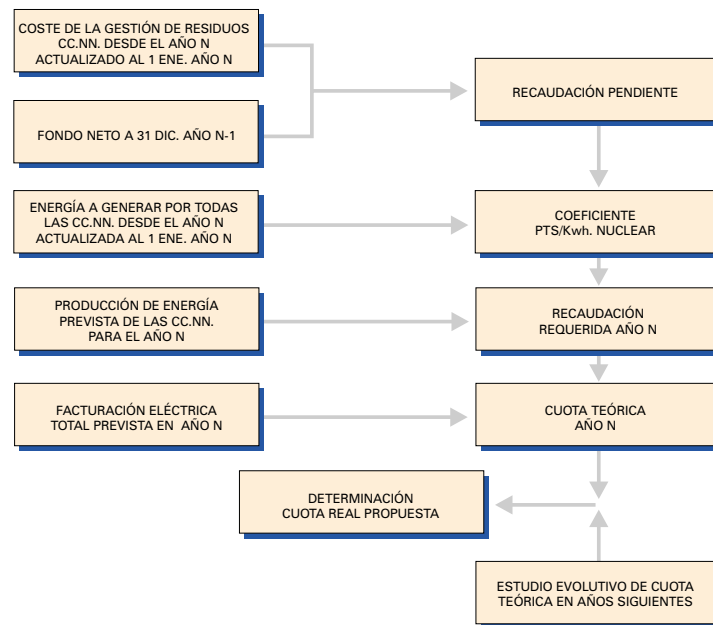 COSTE DE LA GESTIÓN DE RESIDUOS
CC.NN. DESDE EL AÑO N
ACTUALIZADO AL 1 ENE. AÑO N
RECAUDACIÓN PENDIENTE
FONDO NETO A 31 DIC. AÑO N-1
ENERGÍA A GENERAR POR TODAS
LAS CC.NN. DESDE EL AÑO N
ACTUALIZADA AL 1 ENE. AÑO N
COEFICIENTE
PTS/Kwh. NUCLEAR
PRODUCCIÓN DE ENERGÍA
PREVISTA DE LAS CC.NN.
PARA EL AÑO N
RECAUDACIÓN
REQUERIDA AÑO N
FACTURACIÓN ELÉCTRICA
TOTAL PREVISTA EN AÑO N
CUOTA TEÓRICA
AÑO N
DETERMINACIÓN
CUOTA REAL PROPUESTA
ESTUDIO EVOLUTIVO DE CUOTA
TEÓRICA EN AÑOS SIGUIENTES